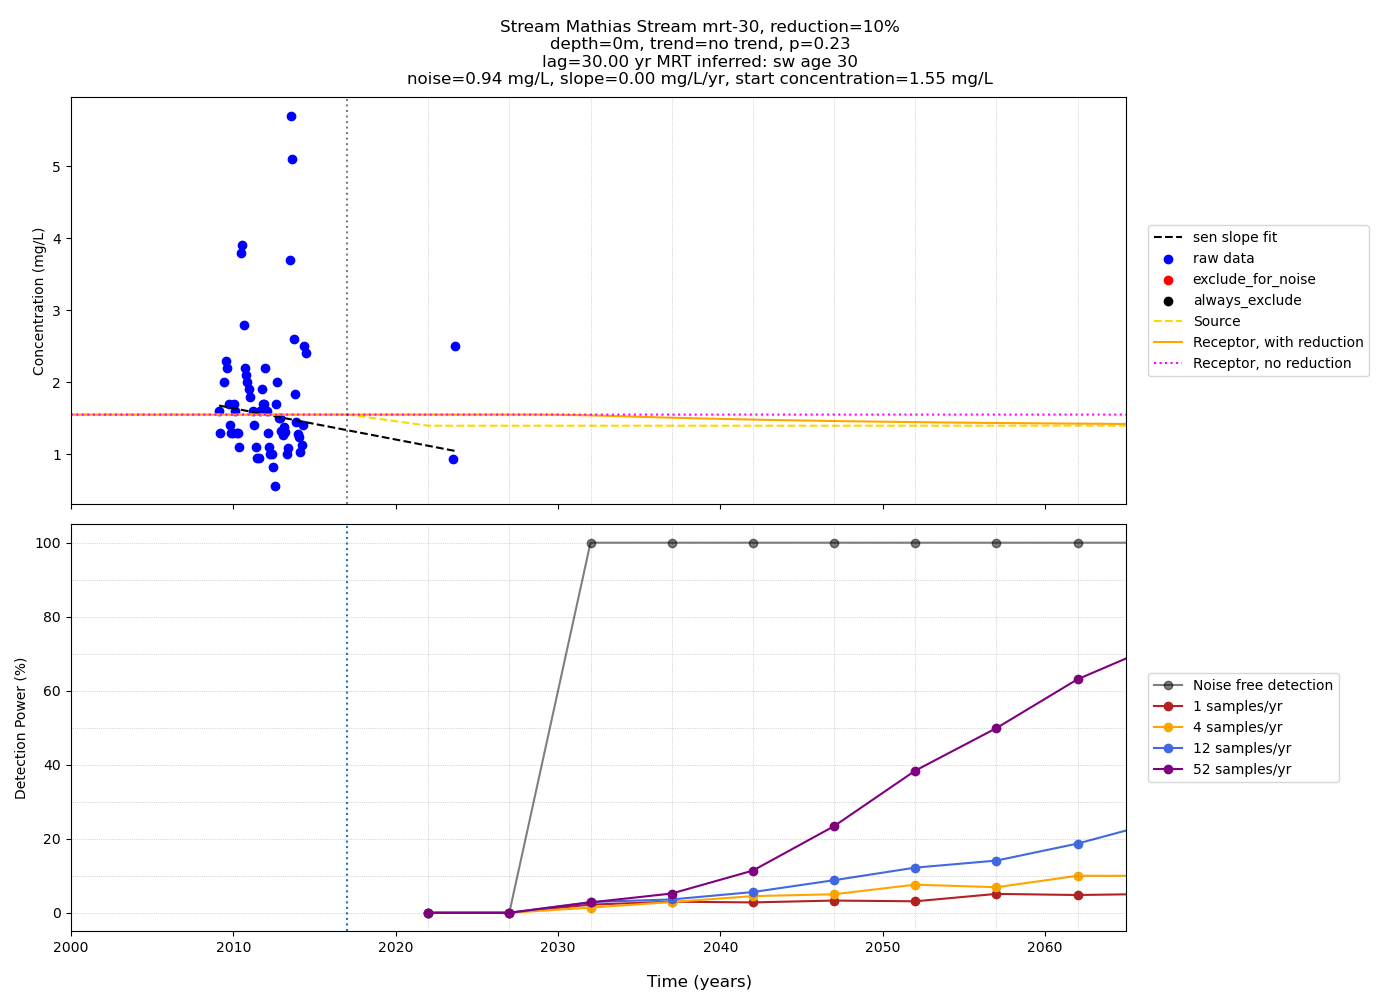 Stream Mathias Stream mrt-30, reduction=10%
depth=0m, trend=no trend, p=0.23
lag=30.00 yr MRT inferred: sw age 30
noise=0.94 mg/L, slope=0.00 mg/L/yr, start concentration=1.55 mg/L
Concentration (mg/L)
5
4
3
2
1
sen slope fit
raw data
exclude_for_noise
always_exclude
Source
Receptor, with reduction
Receptor, no reduction
Detection Power (%)
100
80
60
40
20
0
2000
2010
2020
2030
2040
2050
2060
Time (years)
Noise free detection
1 samples/yr
4 samples/yr
12 samples/yr
52 samples/yr